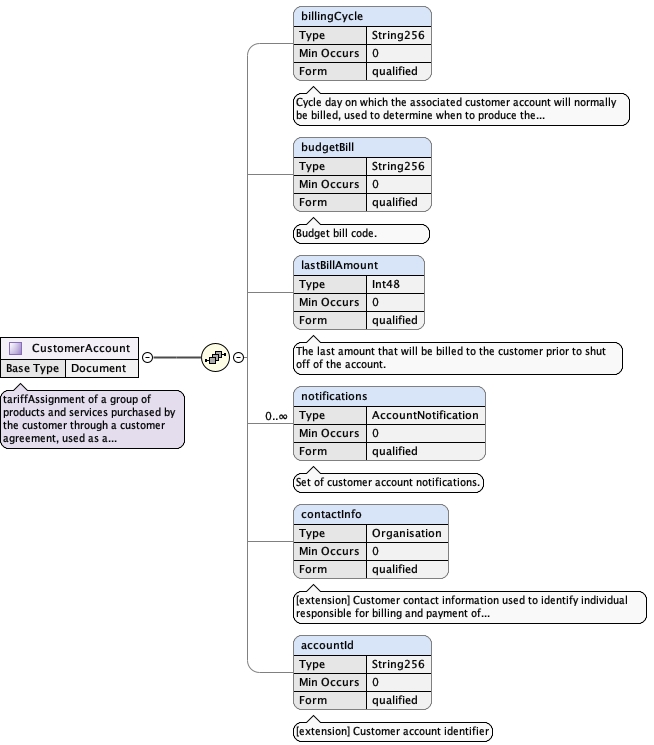 billingCycle
Type String256
Min Occurs 0
Form qualified
Cycle day on which the associated customer account will normally
be billed, used to determine when to produce the...
budgetBill
Type String256
Min Occurs 0
Form qualified
Budget bill code.
lastBillAmount
Type Int48
Min Occurs 0
Form qualified
The last amount that will be billed to the customer prior to shut
off of the account.
CustomerAccount
Base Type Document
tariffAssignment of a group of
products and services purchased by
the customer through a customer
agreement, used as a...
notifications
0..∞
Type AccountNotification
Min Occurs 0
Form qualified
Set of customer account notifications.
contactInfo
Type Organisation
Min Occurs 0
Form qualified
[extension] Customer contact information used to identify individual
responsible for billing and payment of...
accountId
Type String256
Min Occurs 0
Form qualified
[extension] Customer account identifier